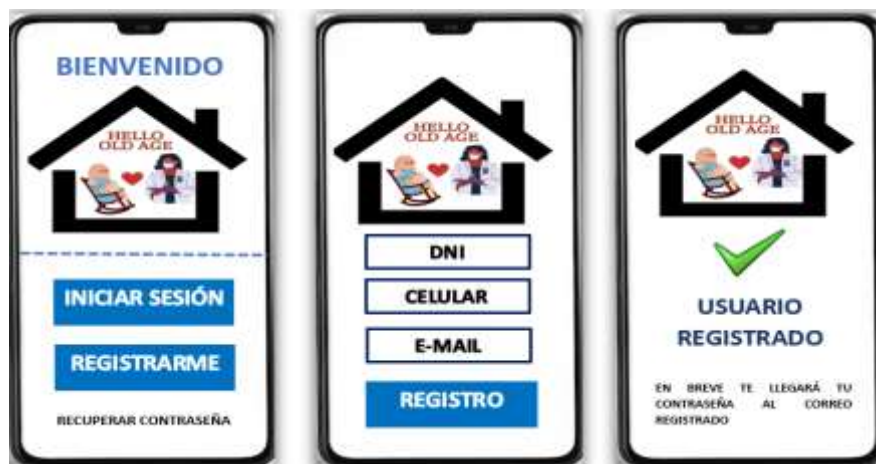 BIENVENIDO
HELLO
OLD AGE
INICIAR SESIÓN
REGISTRARME
RECUPERAR CONTRASEÑA
HELLO
OLD AGE
DNI
CELULAR
E-MAIL
REGISTRO
HELLO
OLD AGE
USUARIO
REGISTRADO
EN BREVE TE LLEGARÁ TU
CONTRASEÑA AL CORREO
REGISTRADO